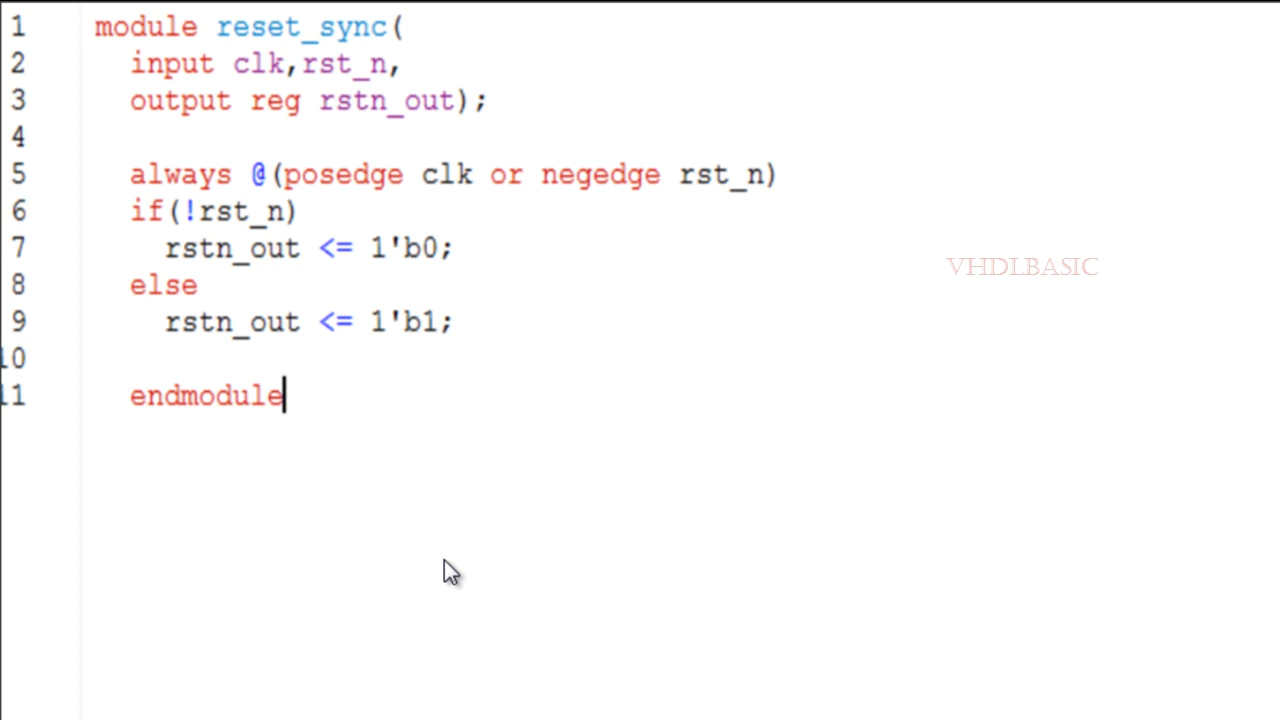 1 module reset_sync(
2 input clk,rst_n,
3 output reg rstn_out);
4
5 always @(posedge clk or negedge rst_n)
6 if(!rst_n)
7 rstn_out <= 1'b0;
VHDLBASIC
8 else
9 rstn_out <= 1'b1;
10
11 endmodule